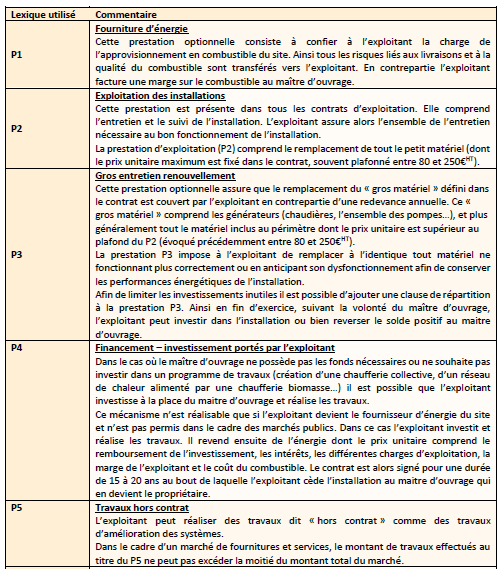 Lexique utilisé Commentaire
P1
Fourniture d'énergie
Cette prestation optionnelle consiste à confier à l'exploitant la charge de
l'approvisionnement en combustible du site. Ainsi tous les risques liés aux livraisons et à la
qualité du combustible sont transférés vers l'exploitant. En contrepartie l'exploitant
facture une marge sur le combustible au maître d'ouvrage.
P2
Exploitation des installations
Cette prestation est présente dans tous les contrats d'exploitation. Elle comprend
l'entretien et le suivi de l'installation. L'exploitant assure alors l'ensemble de l'entretien
nécessaire au bon fonctionnement de l'installation.
La prestation d'exploitation (P2) comprend le remplacement de tout le petit matériel (dont
le prix unitaire maximum est fixé dans le contrat, souvent plafonné entre 80 et 250€HT).
P3
Gros entretien renouvellement
Cette prestation optionnelle assure que le remplacement du « gros matériel » défini dans
le contrat est couvert par l'exploitant en contrepartie d'une redevance annuelle. Ce «
gros matériel » comprend les générateurs (chaudières, l'ensemble des pompes…), et plus
généralement tout le matériel inclus au périmètre dont le prix unitaire est supérieur au
plafond du P2 (évoqué précédemment entre 80 et 250€HT).
La prestation P3 impose à l'exploitant de remplacer à l'identique tout matériel ne
fonctionnant plus correctement ou en anticipant son dysfonctionnement afin de conserver
les performances énergétiques de l'installation.
Afin de limiter les investissements inutiles il est possible d'ajouter une clause de répartition
à la prestation P3. Ainsi en fin d'exercice, suivant la volonté du maître d'ouvrage,
l'exploitant peut investir dans l'installation ou bien reverser le solde positif au maitre
d'ouvrage.
P4
Financement – investissement portés par l'exploitant
Dans le cas où le maître d'ouvrage ne possède pas les fonds nécessaires ou ne souhaite pas
investir dans un programme de travaux (création d'une chaufferie collective, d'un réseau
de chaleur alimenté par une chaufferie biomasse…) il est possible que l'exploitant
investisse à la place du maitre d'ouvrage et réalise les travaux.
Ce mécanisme n'est réalisable que si l'exploitant devient le fournisseur d'énergie du site
et n'est pas permis dans le cadre des marchés publics. Dans ce cas l'exploitant investit et
réalise les travaux. Il revend ensuite de l'énergie dont le prix unitaire comprend le
remboursement de l'investissement, les intérêts, les différentes charges d'exploitation, la
marge de l'exploitant et le coût du combustible. Le contrat est alors signé pour une durée
de 15 à 20 ans au bout de laquelle l'exploitant cède l'installation au maitre d'ouvrage qui
en devient le propriétaire.
P5
Travaux hors contrat
L'exploitant peut réaliser des travaux dit « hors contrat » comme des travaux
d'amélioration des systèmes.
Dans le cadre d'un marché de fournitures et services, le montant de travaux effectués au
titre du P5 ne peut pas excéder la moitié du montant total du marché.